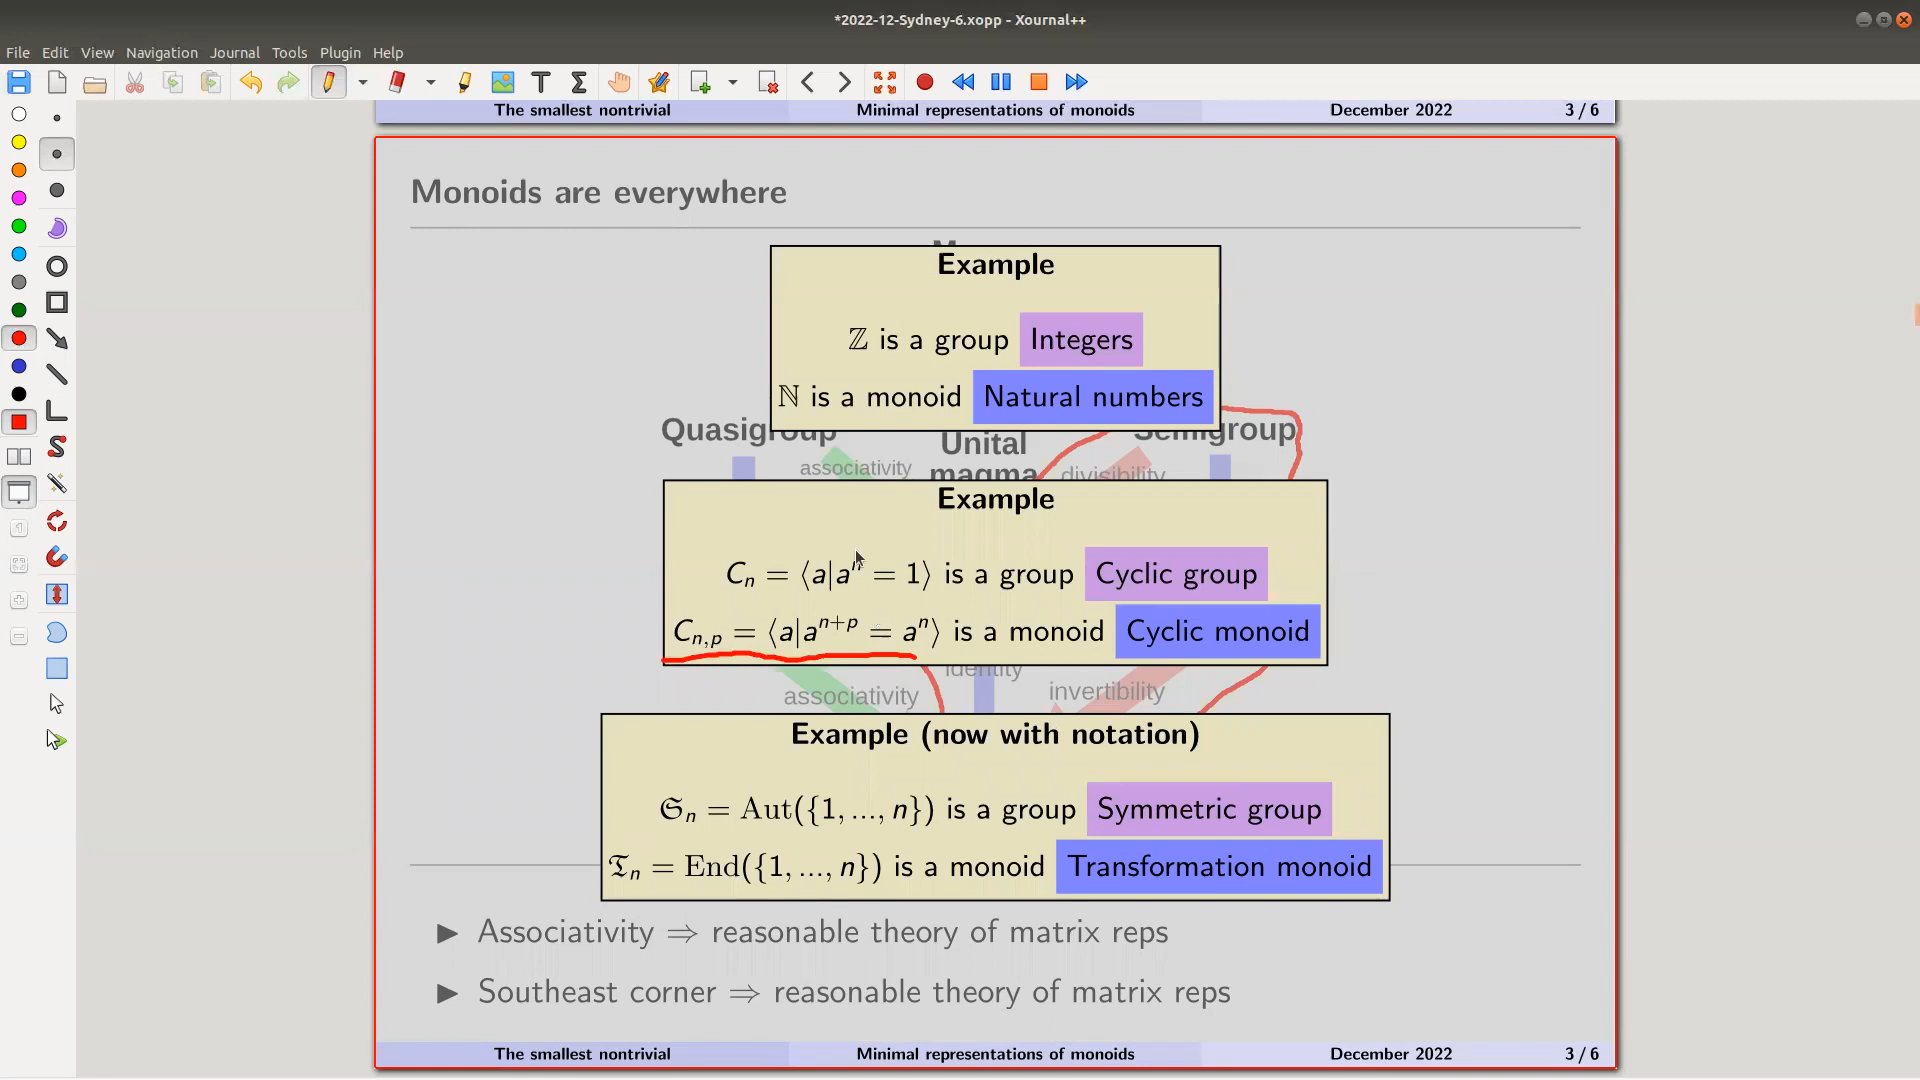 *2022-12-Sydney-6.xopp - Xournal++
File Edit View Navigation Journal Tools Plugin Help
The smallest nontrivial Minimal representations of monoids December 2022 3 / 6
Monoids are everywhere
Example
ℤ is a group Integers
ℕ is a monoid Natural numbers
Quasigroup Unital magma Semigroup
associativity divisibility
Example
Cₙ = ⟨a|aⁿ = 1⟩ is a group Cyclic group
Cₙ,ₚ = ⟨a|aⁿ⁺ᵖ = aⁿ⟩ is a monoid Cyclic monoid
identity
associativity invertibility
Example (now with notation)
𝔖ₙ = Aut({1, ..., n}) is a group Symmetric group
𝔗ₙ = End({1, ..., n}) is a monoid Transformation monoid
▶ Associativity ⇒ reasonable theory of matrix reps
▶ Southeast corner ⇒ reasonable theory of matrix reps
The smallest nontrivial Minimal representations of monoids December 2022 3 / 6